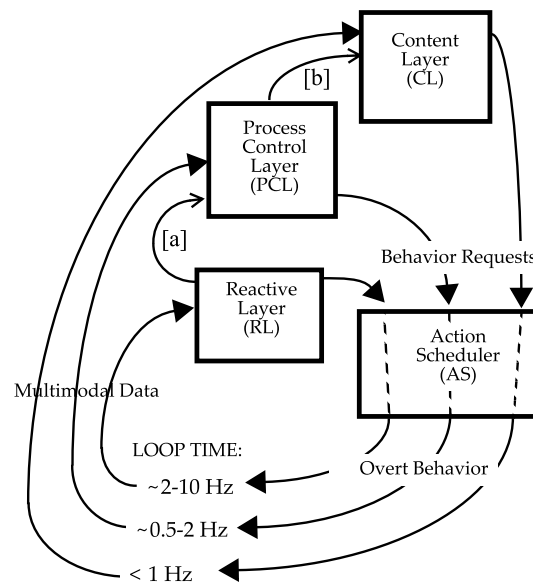 Content
Layer
(CL)
[b]
Process
Control
Layer
(PCL)
[a]
Behavior Requests
Reactive
Layer
(RL)
Action
Scheduler
(AS)
Multimodal Data
LOOP TIME:
Overt Behavior
~2-10 Hz
~0.5-2 Hz
< 1 Hz